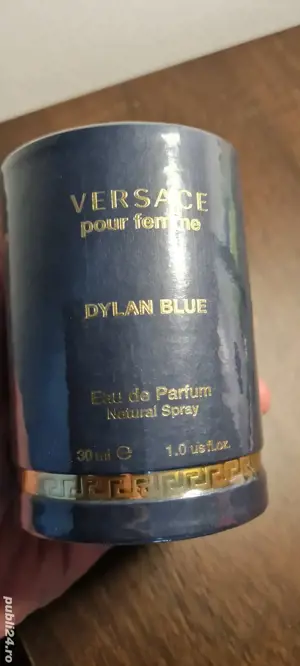 VERSACE
pour femme
DYLAN BLUE
Eau de Parfum
Natural Spray
30 ml ℮ 1.0 us fl.oz.
publi24.ro